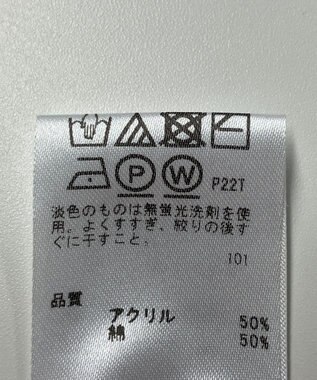 P W P22T
淡色のものは無蛍光洗剤を使
用。よくすすぎ、絞りの後す
ぐに干すこと。
101
品質
アクリル 50%
綿 50%